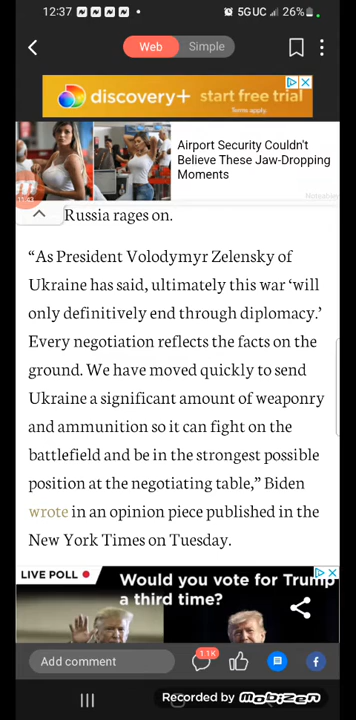 12:37
5G UC 26%
Web Simple
discovery+ start free trial
Terms apply.
Airport Security Couldn't
Believe These Jaw-Dropping
Moments
11:43
Russia rages on.
“As President Volodymyr Zelensky of
Ukraine has said, ultimately this war ‘will
only definitively end through diplomacy.’
Every negotiation reflects the facts on the
ground. We have moved quickly to send
Ukraine a significant amount of weaponry
and ammunition so it can fight on the
battlefield and be in the strongest possible
position at the negotiating table,” Biden
wrote in an opinion piece published in the
New York Times on Tuesday.
LIVE POLL
Would you vote for Trump
a third time?
Add comment
1.1K
Recorded by mobizen